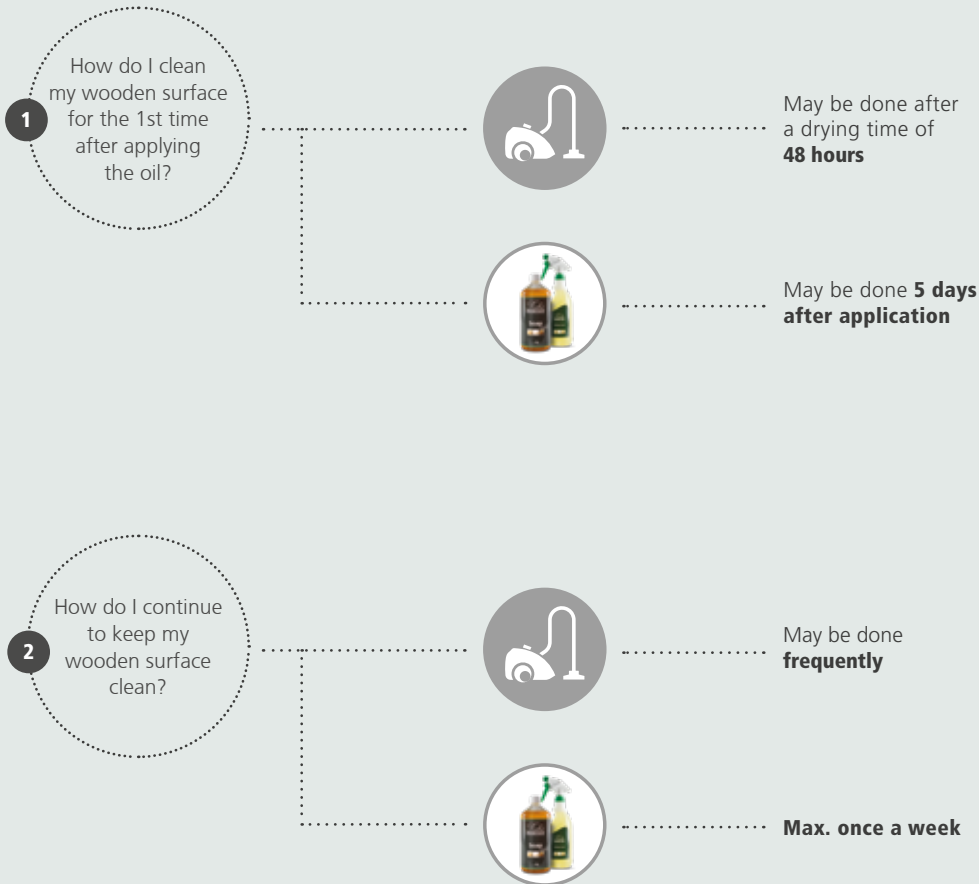 1
How do I clean
my wooden surface
for the 1st time
after applying
the oil?
May be done after
a drying time of
48 hours
May be done 5 days
after application
2
How do I continue
to keep my
wooden surface
clean?
May be done
frequently
Max. once a week